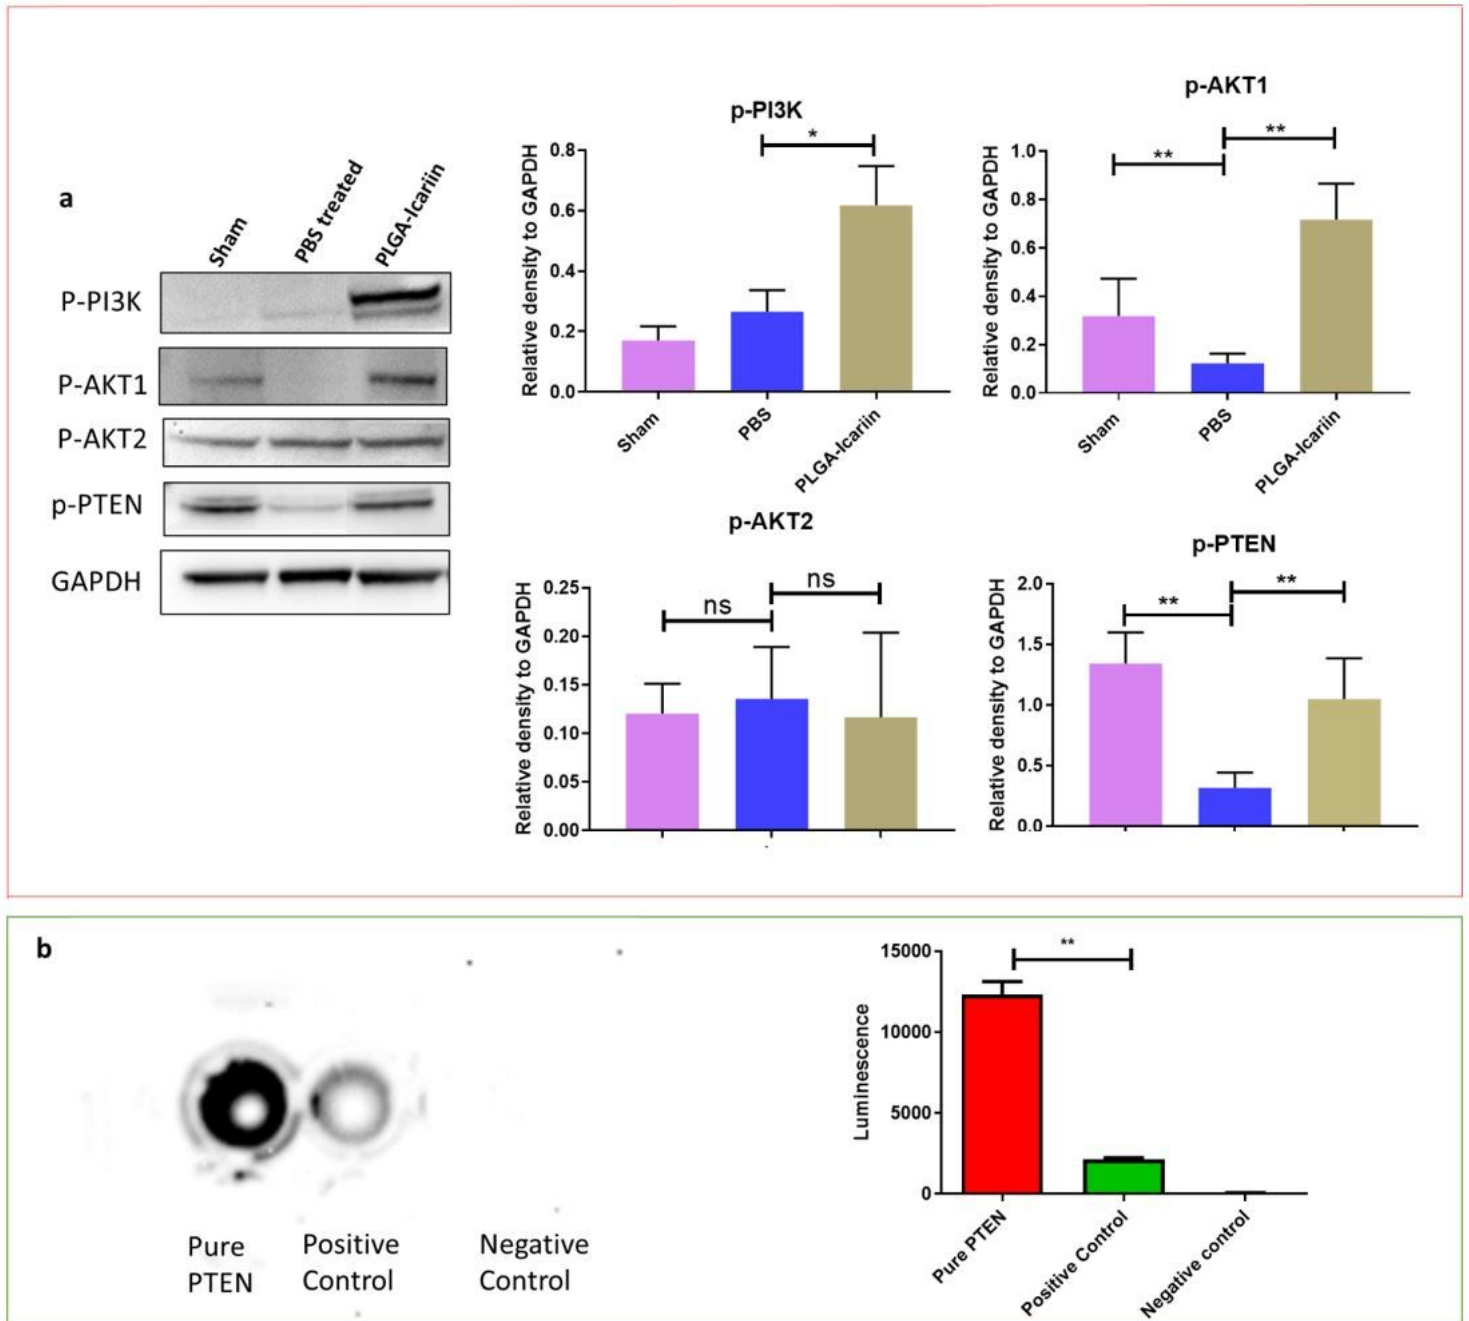 a
Sham
PBS treated
PLGA-Icariin
P-PI3K
P-AKT1
P-AKT2
p-PTEN
GAPDH
p-PI3K
*
Relative density to GAPDH
0.8
0.6
0.4
0.2
0.0
Sham
PBS
PLGA-Icariin
p-AKT1
**
**
Relative density to GAPDH
1.0
0.8
0.6
0.4
0.2
0.0
Sham
PBS
PLGA-Icariin
p-AKT2
ns
ns
Relative density to GAPDH
0.25
0.20
0.15
0.10
0.05
0.00
p-PTEN
**
**
Relative density to GAPDH
2.0
1.5
1.0
0.5
0.0
b
Pure
PTEN
Positive
Control
Negative
Control
**
Luminescence
15000
10000
5000
0
Pure PTEN
Positive Control
Negative control